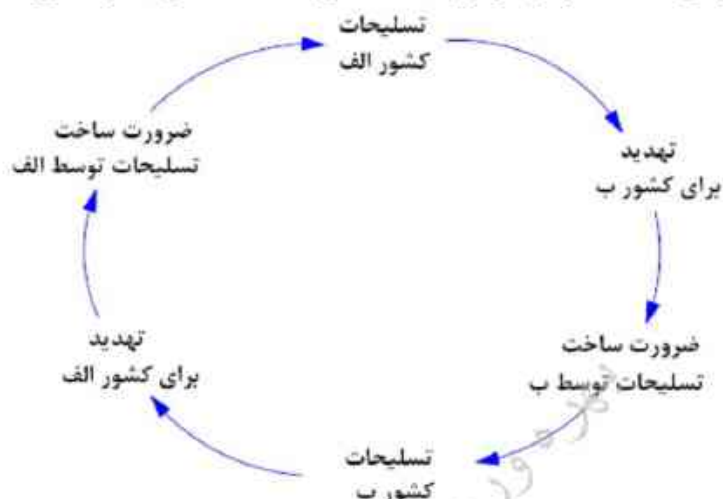 تسلیحات
کشور الف
تهدید
برای کشور ب
ضرورت ساخت
تسلیحات توسط ب
تسلیحات
کشور ب
تهدید
برای کشور الف
ضرورت ساخت
تسلیحات توسط الف